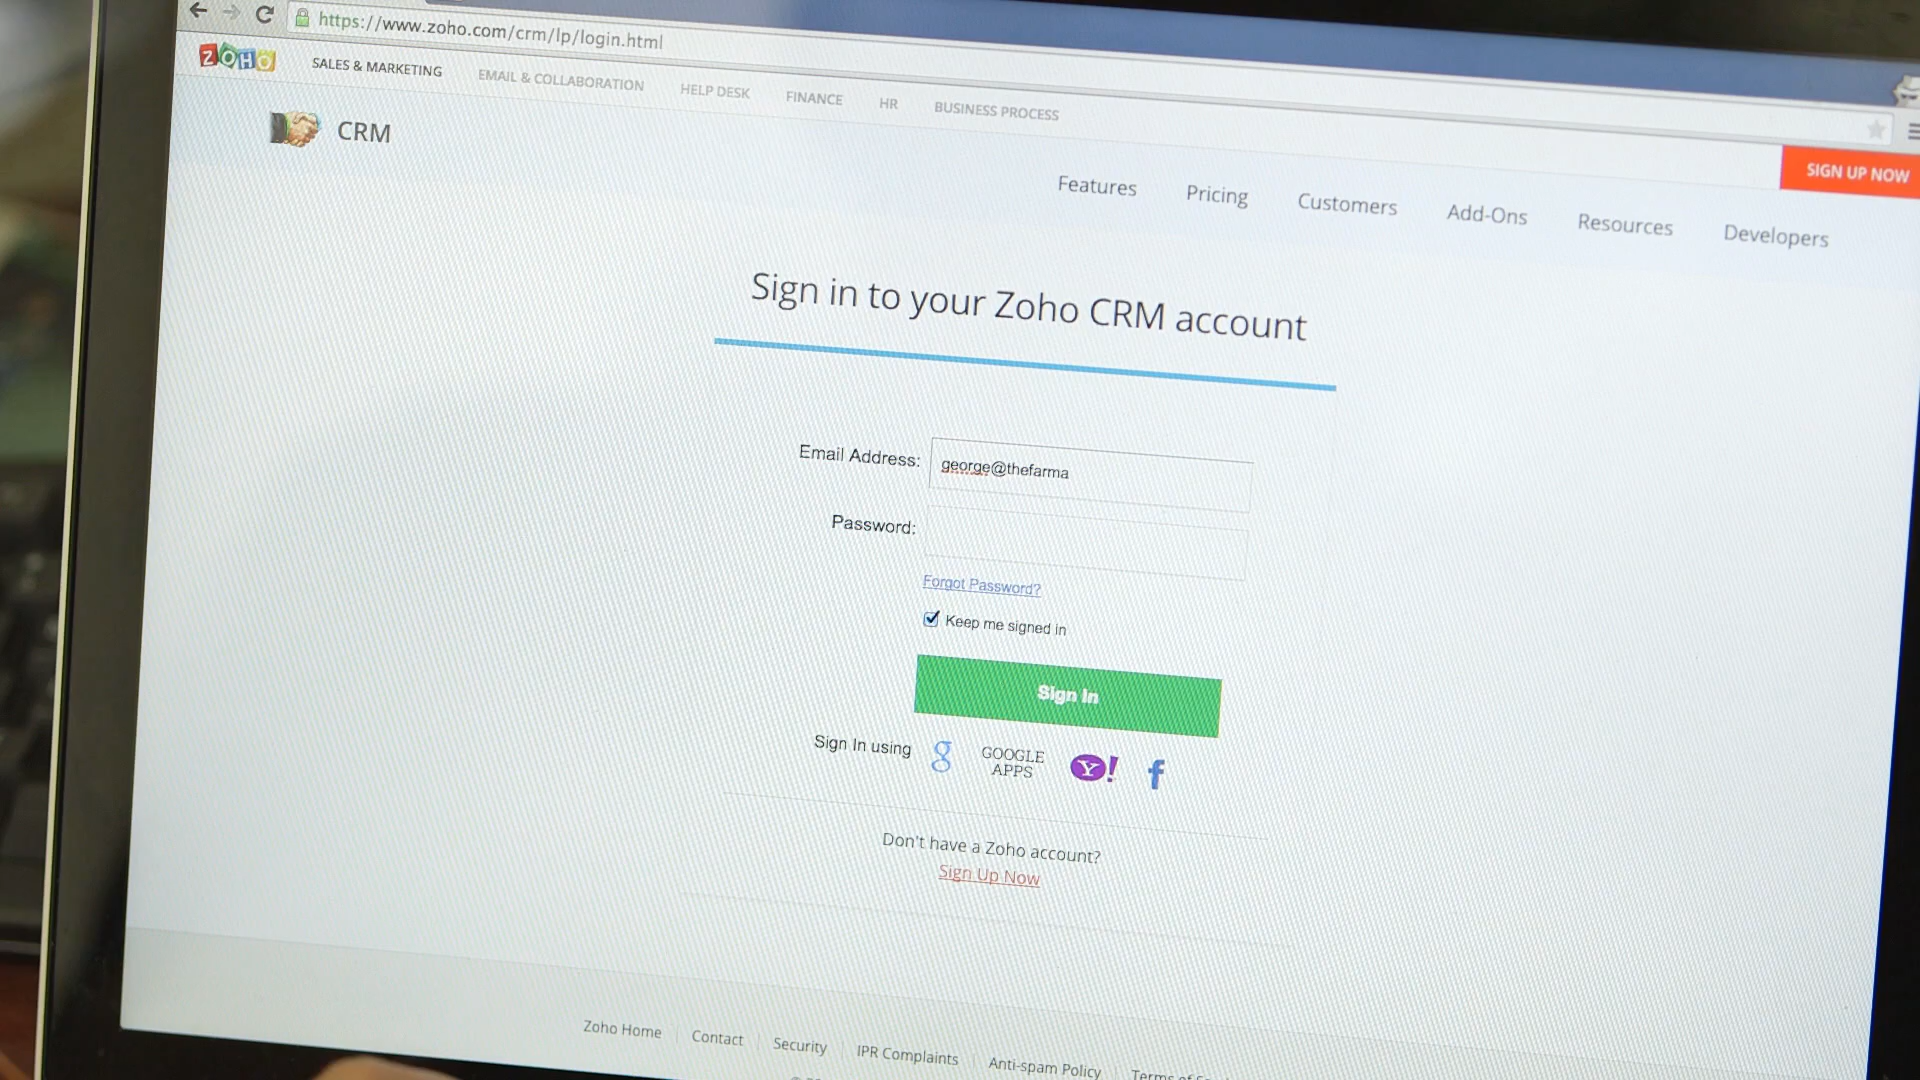 https://www.zoho.com/crm/lp/login.html
ZOHO SALES & MARKETING EMAIL & COLLABORATION HELP DESK FINANCE HR BUSINESS PROCESS
SIGN UP NOW
CRM
Features Pricing Customers Add-Ons Resources Developers
Sign in to your Zoho CRM account
Email Address: george@thefarma
Password:
Forgot Password?
Keep me signed in
Sign In
Sign In using g GOOGLE APPS Y! f
Don't have a Zoho account?
Sign Up Now
Zoho Home Contact Security IPR Complaints Anti-spam Policy Terms of